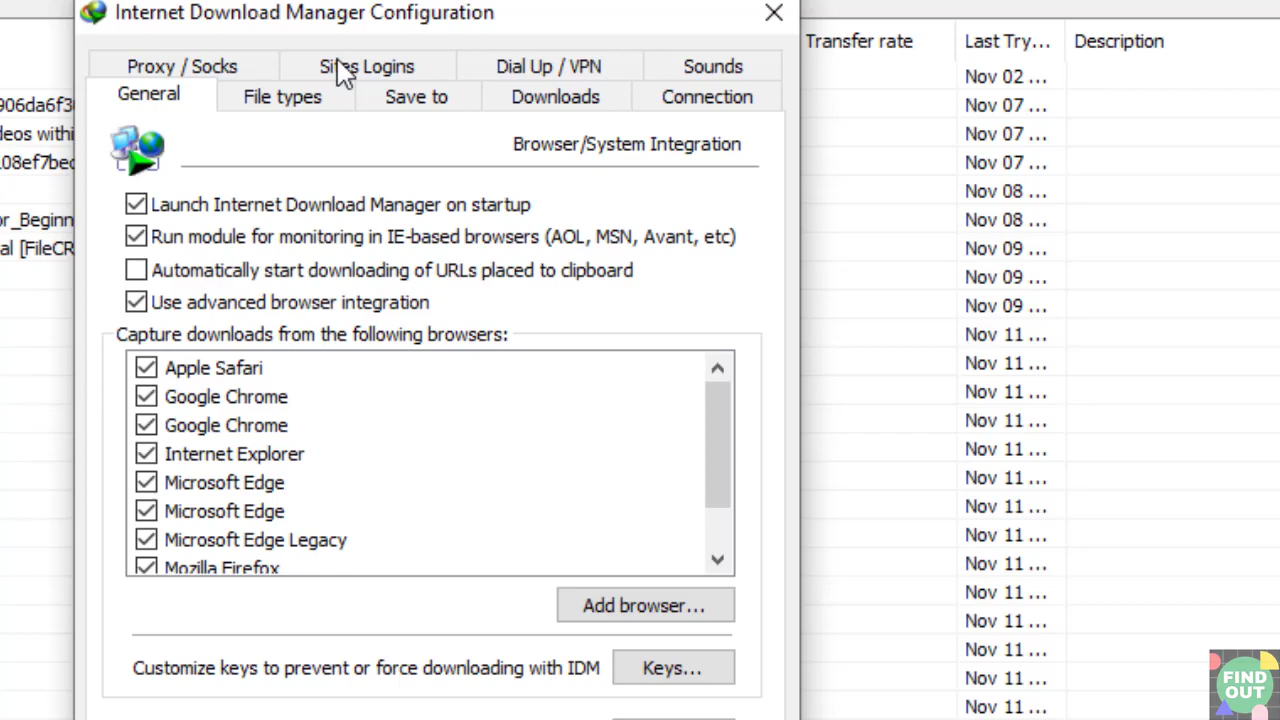 Internet Download Manager Configuration
Proxy / Socks Sites Logins Dial Up / VPN Sounds
General File types Save to Downloads Connection
Browser/System Integration
Launch Internet Download Manager on startup
Run module for monitoring in IE-based browsers (AOL, MSN, Avant, etc)
Automatically start downloading of URLs placed to clipboard
Use advanced browser integration
Capture downloads from the following browsers:
Apple Safari
Google Chrome
Google Chrome
Internet Explorer
Microsoft Edge
Microsoft Edge
Microsoft Edge Legacy
Mozilla Firefox
Add browser...
Customize keys to prevent or force downloading with IDM Keys...
906da6f3
deos withi
08ef7bec
or_Beginn
al [FileCR
Transfer rate Last Try... Description
Nov 02 ...
Nov 07 ...
Nov 07 ...
Nov 07 ...
Nov 08 ...
Nov 08 ...
Nov 09 ...
Nov 09 ...
Nov 09 ...
Nov 11 ...
Nov 11 ...
Nov 11 ...
Nov 11 ...
Nov 11 ...
Nov 11 ...
Nov 11 ...
Nov 11 ...
Nov 11 ...
Nov 11 ...
Nov 11 ...
Nov 11 ...
Nov 11 ...
Nov 11 ...
FIND
OUT